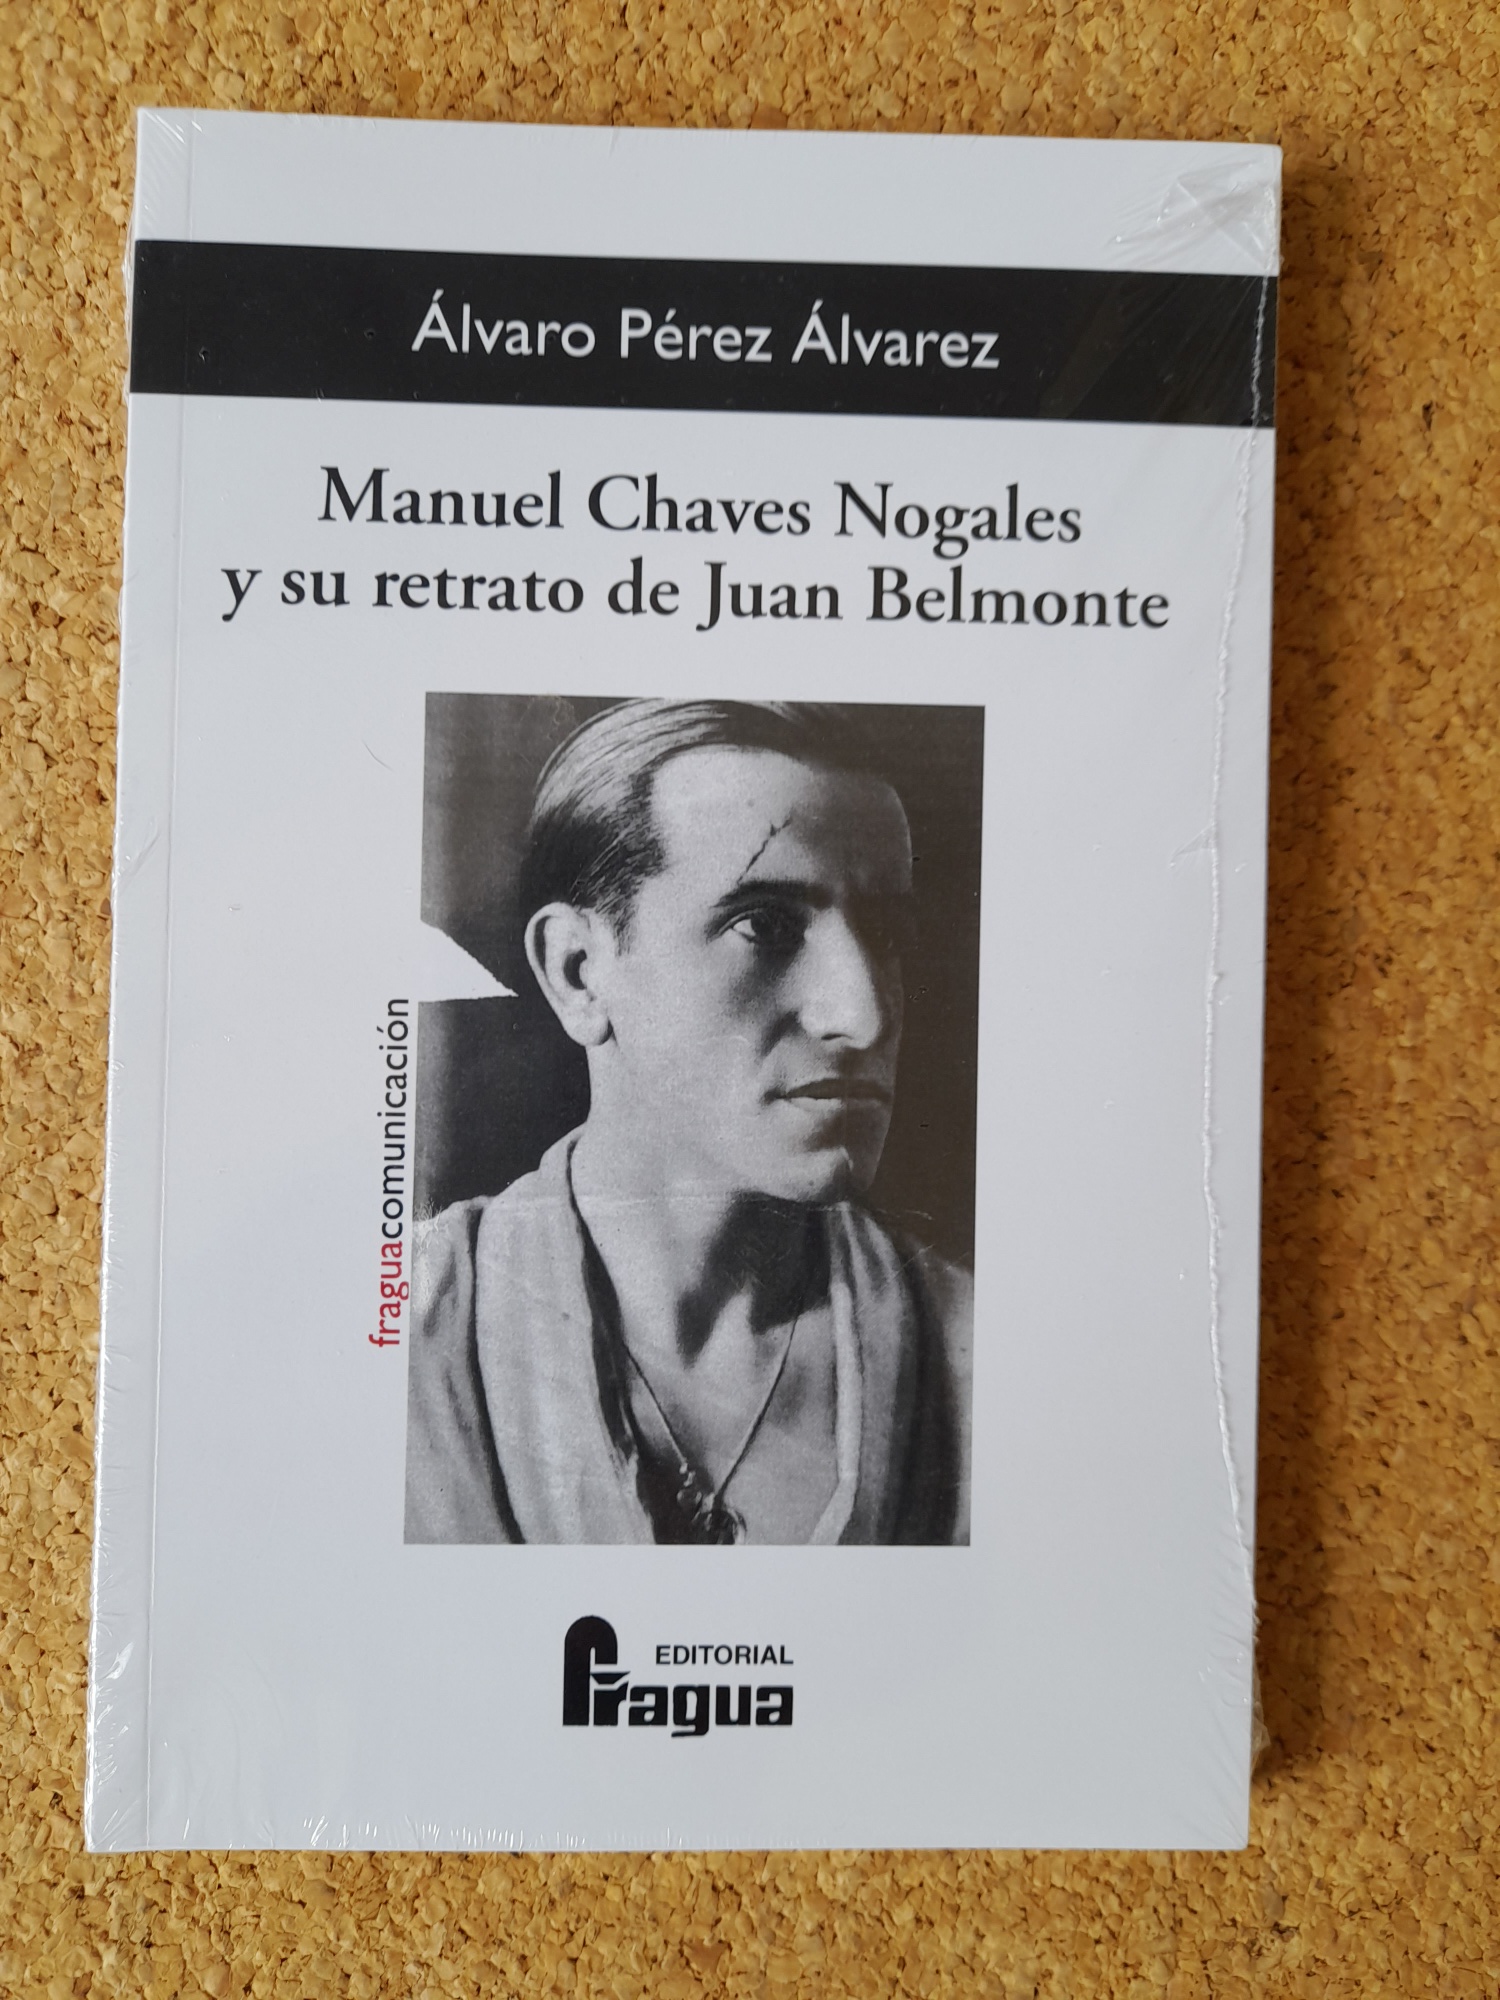 Álvaro Pérez Álvarez
Manuel Chaves Nogales
y su retrato de Juan Belmonte
fraguacomunicación
EDITORIAL
fragua